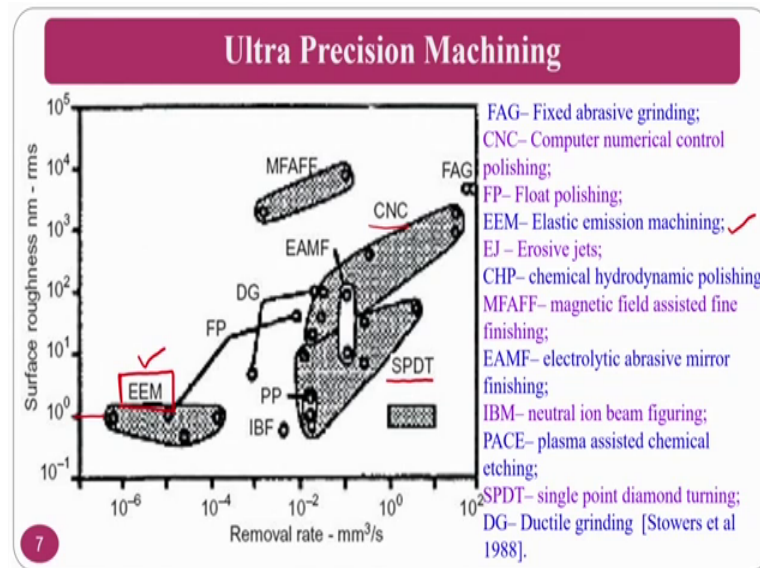 Ultra Precision Machining
10^5
10^4
10^3
10^2
10^1
10^0
10^-1
Surface roughness nm - rms
MFAFF
FAG
CNC
EAMF
DG
FP
EEM
SPDT
PP
IBF
10^-6
10^-4
10^-2
10^0
10^2
Removal rate - mm^3/s
FAG– Fixed abrasive grinding;
CNC– Computer numerical control
polishing;
FP– Float polishing;
EEM– Elastic emission machining;
EJ – Erosive jets;
CHP– chemical hydrodynamic polishing
MFAFF– magnetic field assisted fine
finishing;
EAMF– electrolytic abrasive mirror
finishing;
IBM– neutral ion beam figuring;
PACE– plasma assisted chemical
etching;
SPDT– single point diamond turning;
DG– Ductile grinding [Stowers et al
1988].
7